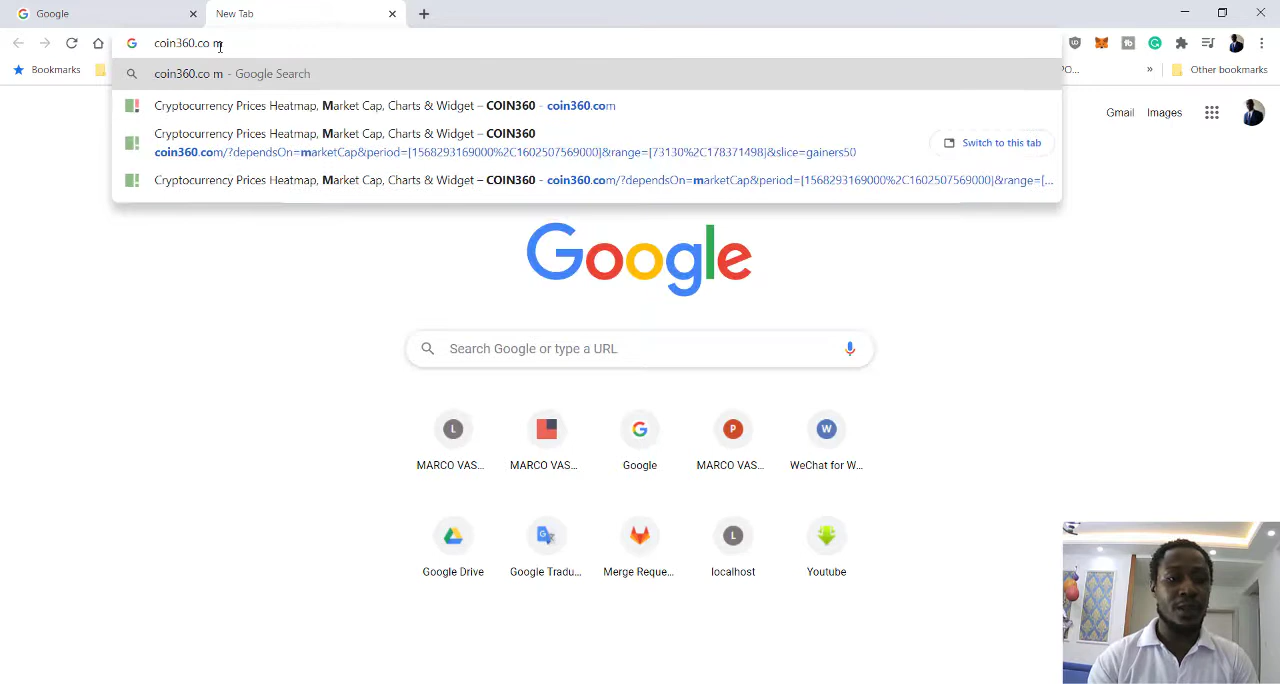 Google
New Tab
coin360.co m
Bookmarks
O...
»
Other bookmarks
coin360.co m - Google Search
Cryptocurrency Prices Heatmap, Market Cap, Charts & Widget – COIN360 - coin360.com
Cryptocurrency Prices Heatmap, Market Cap, Charts & Widget – COIN360
coin360.com/?dependsOn=marketCap&period=[1568293169000%2C1602507569000]&range=[73130%2C178371498]&slice=gainers50
Switch to this tab
Cryptocurrency Prices Heatmap, Market Cap, Charts & Widget – COIN360 - coin360.com/?dependsOn=marketCap&period=[1568293169000%2C1602507569000]&range=[...
Gmail
Images
Google
Search Google or type a URL
L
P
W
MARCO VAS...
MARCO VAS...
Google
MARCO VAS...
WeChat for W...
L
Google Drive
Google Tradu...
Merge Reque...
localhost
Youtube